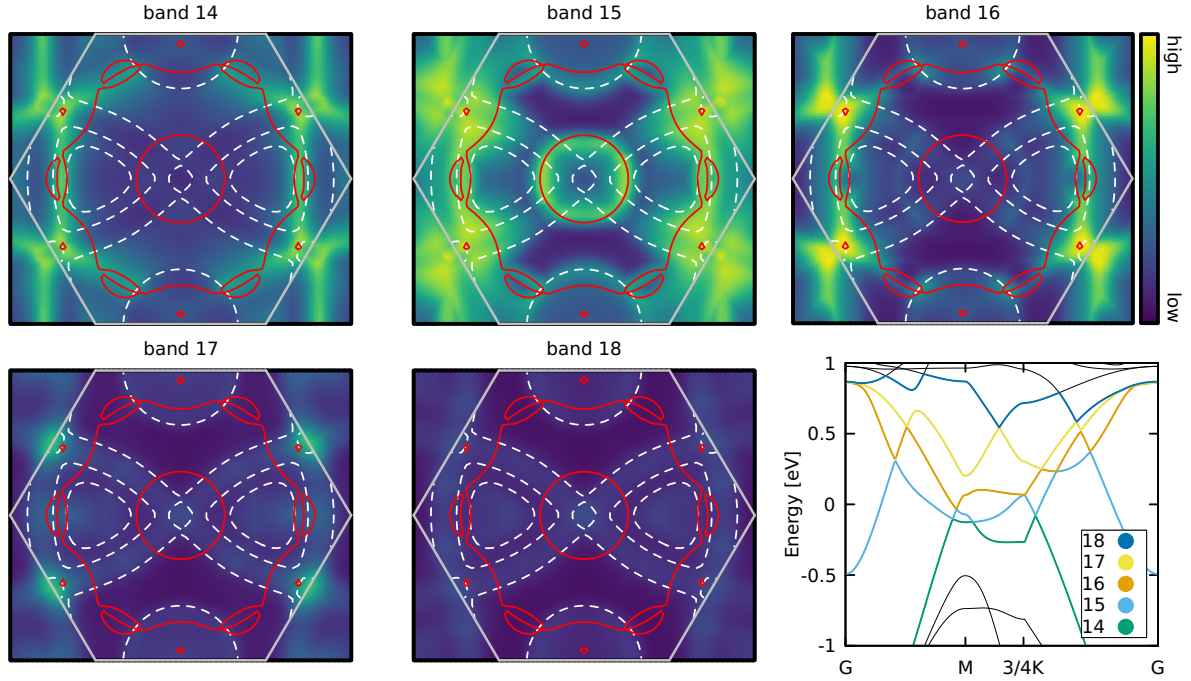 band 14
band 15
band 16
high
low
band 17
band 18
Energy [eV]
1
0.5
0
-0.5
-1
G
M
3/4K
G
18
17
16
15
14